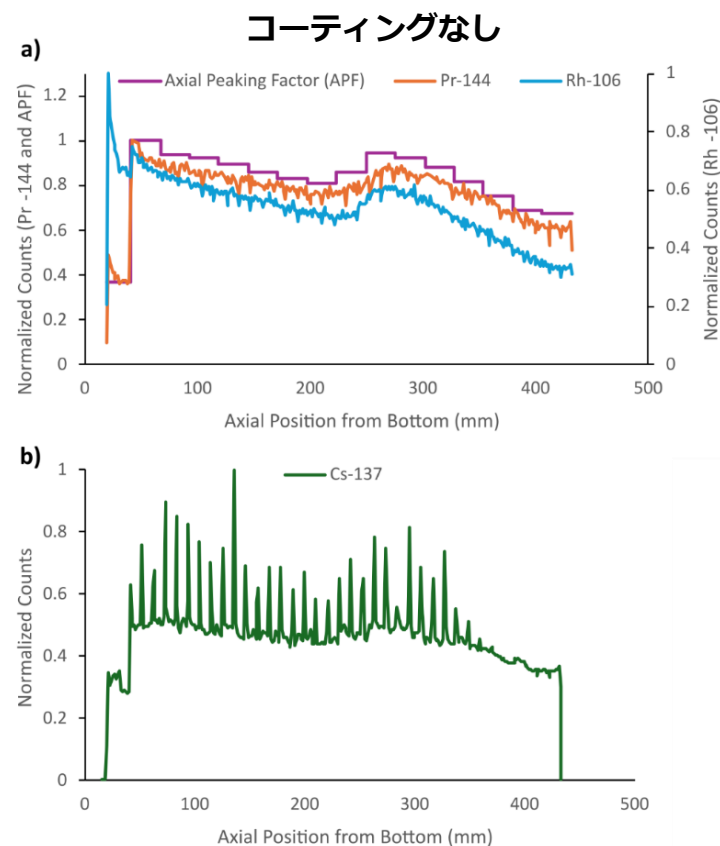 コーティングなし
a)
Axial Peaking Factor (APF) Pr-144 Rh-106
Normalized Counts (Pr -144 and APF)
1.2
1
0.8
0.6
0.4
0.2
0
1
0.8
0.6
0.4
0.2
0
Normalized Counts (Rh -106)
0 100 200 300 400 500
Axial Position from Bottom (mm)
b)
Cs-137
Normalized Counts
1
0.8
0.6
0.4
0.2
0
0 100 200 300 400 500
Axial Position from Bottom (mm)